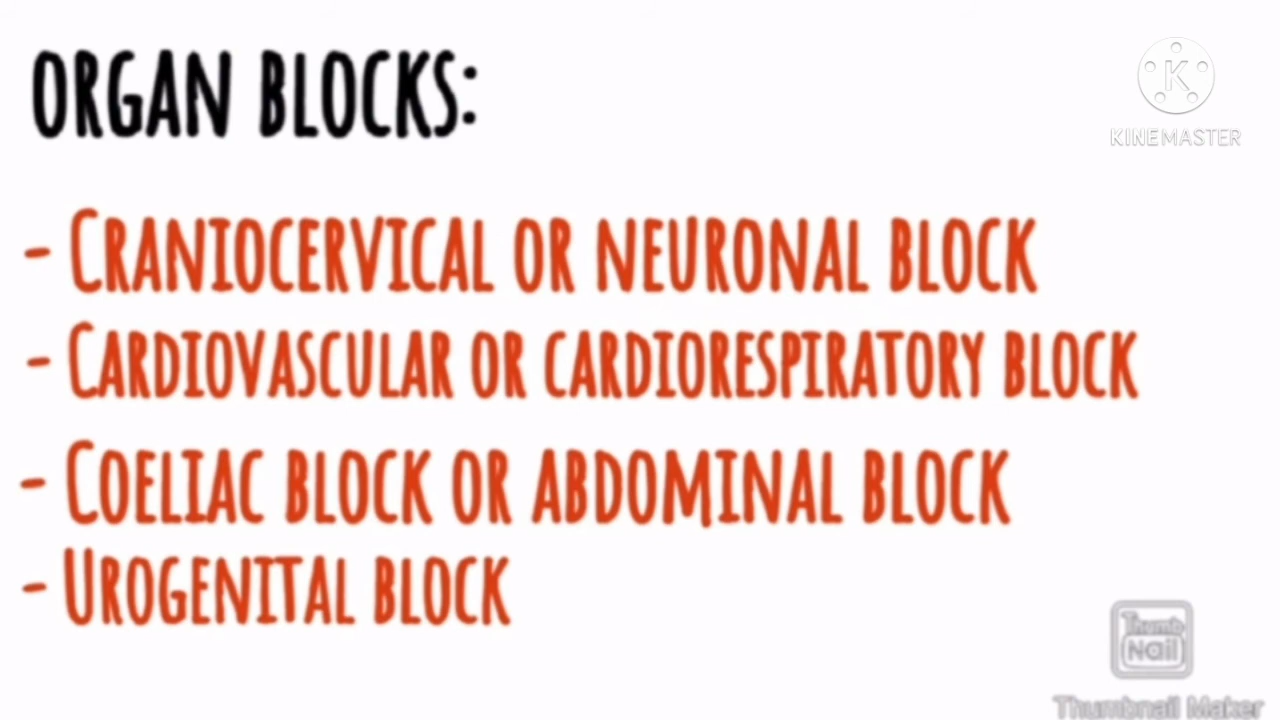 ORGAN BLOCKS:
K
KINEMASTER
- CRANIOCERVICAL OR NEURONAL BLOCK
- CARDIOVASCULAR OR CARDIORESPIRATORY BLOCK
- COELIAC BLOCK OR ABDOMINAL BLOCK
- UROGENITAL BLOCK
Thumb
Nail
Thumbnail Maker